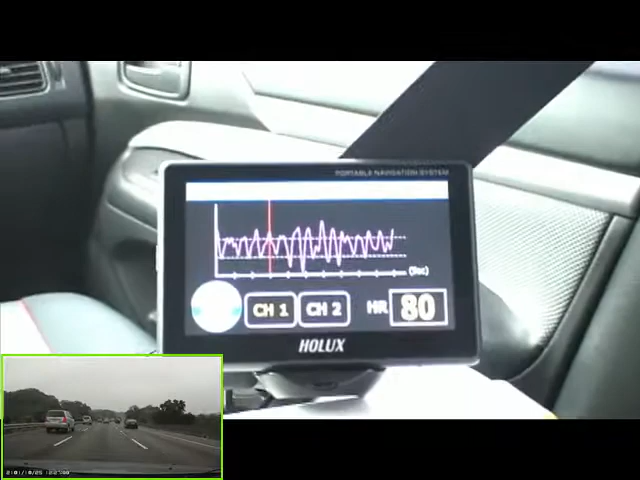 PORTABLE NAVIGATION SYSTEM
(Sec)
CH 1 CH 2 HR 80
HOLUX